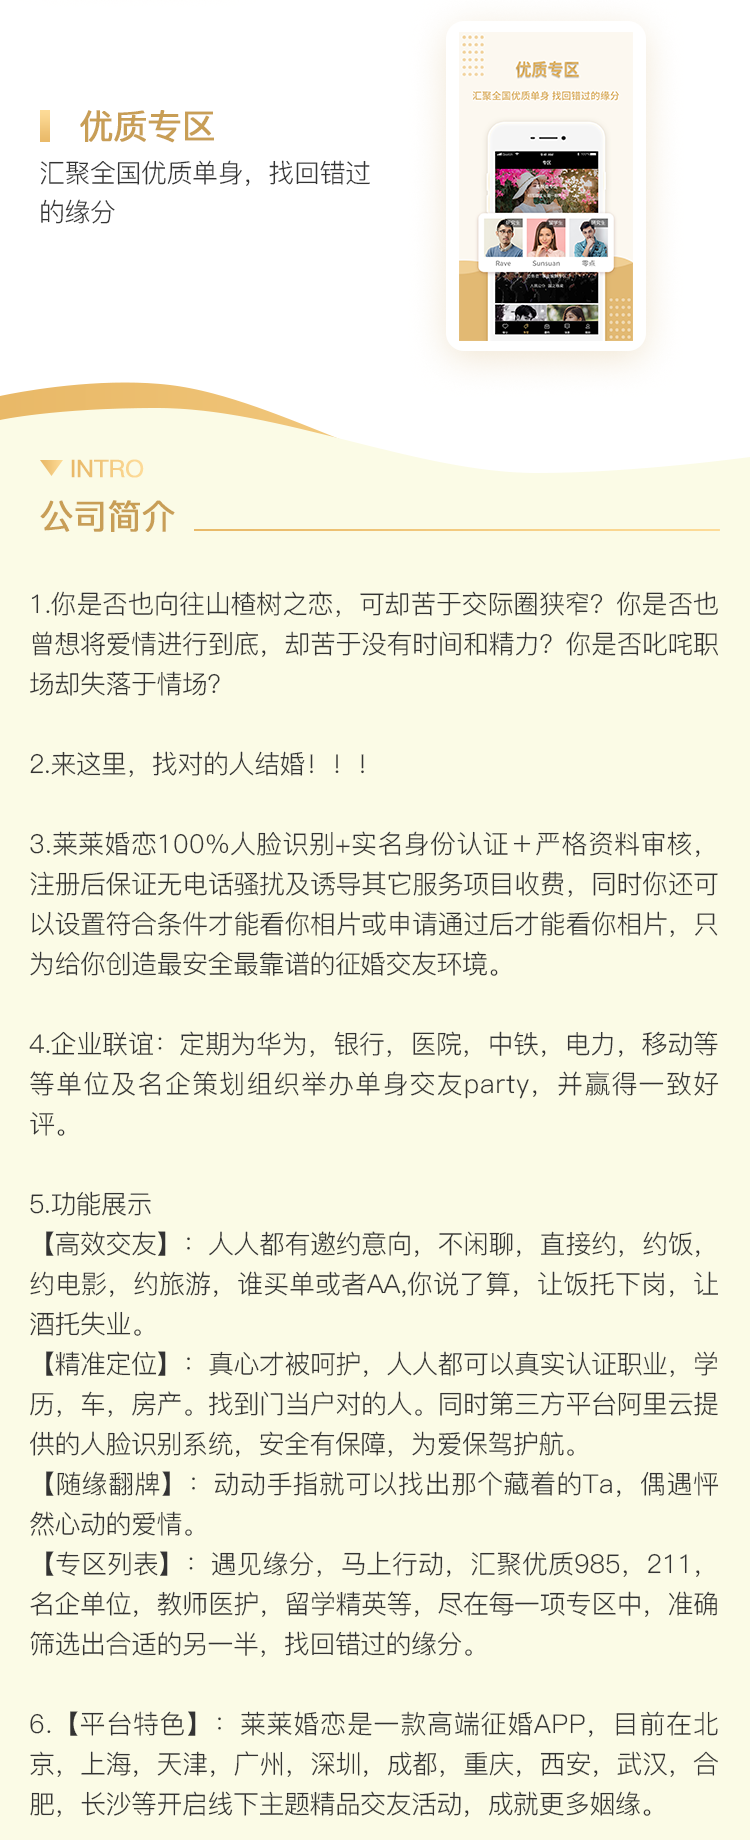 优质专区
汇聚全国优质单身，找回错过
的缘分
优质专区
汇聚全国优质单身 找回错过的缘分
专区
Rave
Sunsuan
零点
INTRO
公司简介
1.你是否也向往山楂树之恋，可却苦于交际圈狭窄？你是否也
曾想将爱情进行到底，却苦于没有时间和精力？你是否叱咤职
场却失落于情场？
2.来这里，找对的人结婚！！！
3.莱莱婚恋100%人脸识别+实名身份认证＋严格资料审核，
注册后保证无电话骚扰及诱导其它服务项目收费，同时你还可
以设置符合条件才能看你相片或申请通过后才能看你相片，只
为给你创造最安全最靠谱的征婚交友环境。
4.企业联谊：定期为华为，银行，医院，中铁，电力，移动等
等单位及名企策划组织举办单身交友party，并赢得一致好
评。
5.功能展示
【高效交友】：人人都有邀约意向，不闲聊，直接约，约饭，
约电影，约旅游，谁买单或者AA,你说了算，让饭托下岗，让
酒托失业。
【精准定位】：真心才被呵护，人人都可以真实认证职业，学
历，车，房产。找到门当户对的人。同时第三方平台阿里云提
供的人脸识别系统，安全有保障，为爱保驾护航。
【随缘翻牌】：动动手指就可以找出那个藏着的Ta，偶遇怦
然心动的爱情。
【专区列表】：遇见缘分，马上行动，汇聚优质985，211，
名企单位，教师医护，留学精英等，尽在每一项专区中，准确
筛选出合适的另一半，找回错过的缘分。
6.【平台特色】：莱莱婚恋是一款高端征婚APP，目前在北
京，上海，天津，广州，深圳，成都，重庆，西安，武汉，合
肥，长沙等开启线下主题精品交友活动，成就更多姻缘。